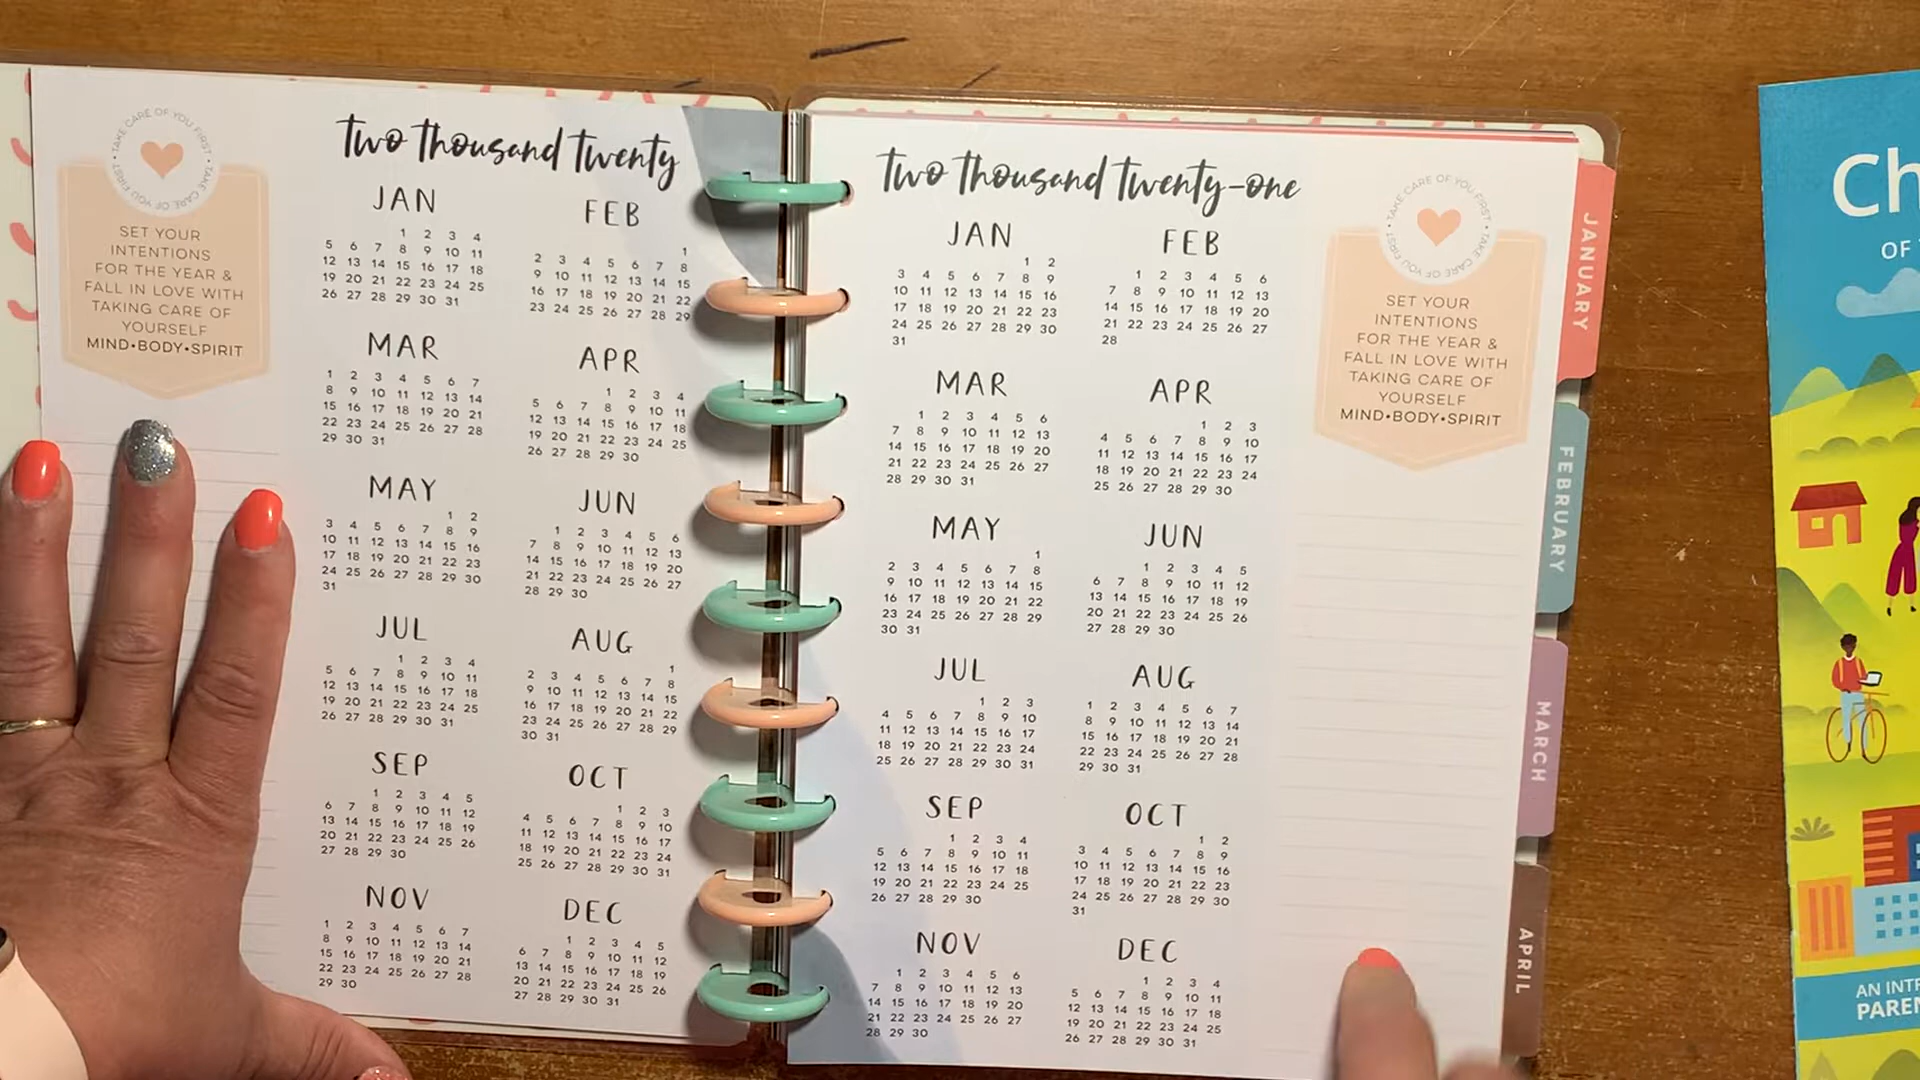 TAKE CARE OF YOU FIRST • TAKE CARE OF YOU FIRST •
SET YOUR
INTENTIONS
FOR THE YEAR &
FALL IN LOVE WITH
TAKING CARE OF
YOURSELF
MIND•BODY•SPIRIT
two thousand twenty
JAN
1 2 3 4
5 6 7 8 9 10 11
12 13 14 15 16 17 18
19 20 21 22 23 24 25
26 27 28 29 30 31
FEB
1
2 3 4 5 6 7 8
9 10 11 12 13 14 15
16 17 18 19 20 21 22
23 24 25 26 27 28 29
MAR
1 2 3 4 5 6 7
8 9 10 11 12 13 14
15 16 17 18 19 20 21
22 23 24 25 26 27 28
29 30 31
APR
1 2 3 4
5 6 7 8 9 10 11
12 13 14 15 16 17 18
19 20 21 22 23 24 25
26 27 28 29 30
MAY
1 2
3 4 5 6 7 8 9
10 11 12 13 14 15 16
17 18 19 20 21 22 23
24 25 26 27 28 29 30
31
JUN
1 2 3 4 5 6
7 8 9 10 11 12 13
14 15 16 17 18 19 20
21 22 23 24 25 26 27
28 29 30
JUL
1 2 3 4
5 6 7 8 9 10 11
12 13 14 15 16 17 18
19 20 21 22 23 24 25
26 27 28 29 30 31
AUG
1
2 3 4 5 6 7 8
9 10 11 12 13 14 15
16 17 18 19 20 21 22
23 24 25 26 27 28 29
30 31
SEP
1 2 3 4 5
6 7 8 9 10 11 12
13 14 15 16 17 18 19
20 21 22 23 24 25 26
27 28 29 30
OCT
1 2 3
4 5 6 7 8 9 10
11 12 13 14 15 16 17
18 19 20 21 22 23 24
25 26 27 28 29 30 31
NOV
1 2 3 4 5 6 7
8 9 10 11 12 13 14
15 16 17 18 19 20 21
22 23 24 25 26 27 28
29 30
DEC
1 2 3 4 5
6 7 8 9 10 11 12
13 14 15 16 17 18 19
20 21 22 23 24 25 26
27 28 29 30 31
two thousand twenty-one
JAN
1 2
3 4 5 6 7 8 9
10 11 12 13 14 15 16
17 18 19 20 21 22 23
24 25 26 27 28 29 30
31
FEB
1 2 3 4 5 6
7 8 9 10 11 12 13
14 15 16 17 18 19 20
21 22 23 24 25 26 27
28
MAR
1 2 3 4 5 6
7 8 9 10 11 12 13
14 15 16 17 18 19 20
21 22 23 24 25 26 27
28 29 30 31
APR
1 2 3
4 5 6 7 8 9 10
11 12 13 14 15 16 17
18 19 20 21 22 23 24
25 26 27 28 29 30
MAY
1
2 3 4 5 6 7 8
9 10 11 12 13 14 15
16 17 18 19 20 21 22
23 24 25 26 27 28 29
30 31
JUN
1 2 3 4 5
6 7 8 9 10 11 12
13 14 15 16 17 18 19
20 21 22 23 24 25 26
27 28 29 30
JUL
1 2 3
4 5 6 7 8 9 10
11 12 13 14 15 16 17
18 19 20 21 22 23 24
25 26 27 28 29 30 31
AUG
1 2 3 4 5 6 7
8 9 10 11 12 13 14
15 16 17 18 19 20 21
22 23 24 25 26 27 28
29 30 31
SEP
1 2 3 4
5 6 7 8 9 10 11
12 13 14 15 16 17 18
19 20 21 22 23 24 25
26 27 28 29 30
OCT
1 2
3 4 5 6 7 8 9
10 11 12 13 14 15 16
17 18 19 20 21 22 23
24 25 26 27 28 29 30
31
NOV
1 2 3 4 5 6
7 8 9 10 11 12 13
14 15 16 17 18 19 20
21 22 23 24 25 26 27
28 29 30
DEC
1 2 3 4
5 6 7 8 9 10 11
12 13 14 15 16 17 18
19 20 21 22 23 24 25
26 27 28 29 30 31
TAKE CARE OF YOU FIRST • TAKE CARE OF YOU FIRST •
SET YOUR
INTENTIONS
FOR THE YEAR &
FALL IN LOVE WITH
TAKING CARE OF
YOURSELF
MIND•BODY•SPIRIT
JANUARY
FEBRUARY
MARCH
APRIL
Ch
OF
AN INTR
PAREN